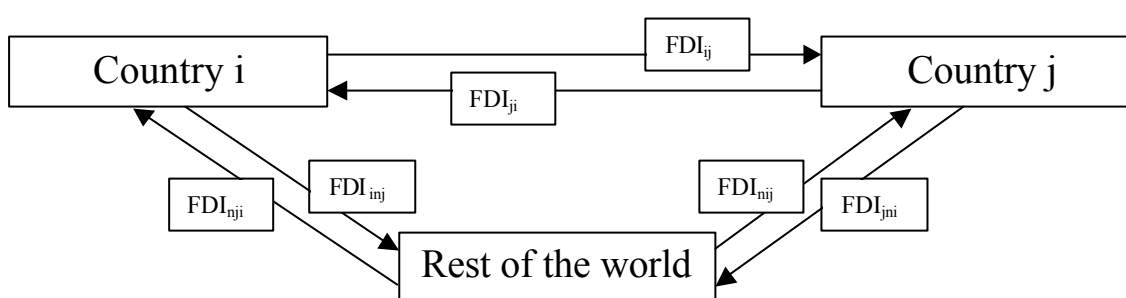 FDIij
Country i
Country j
FDIji
FDIinj
FDInij
FDInji
FDIjni
Rest of the world